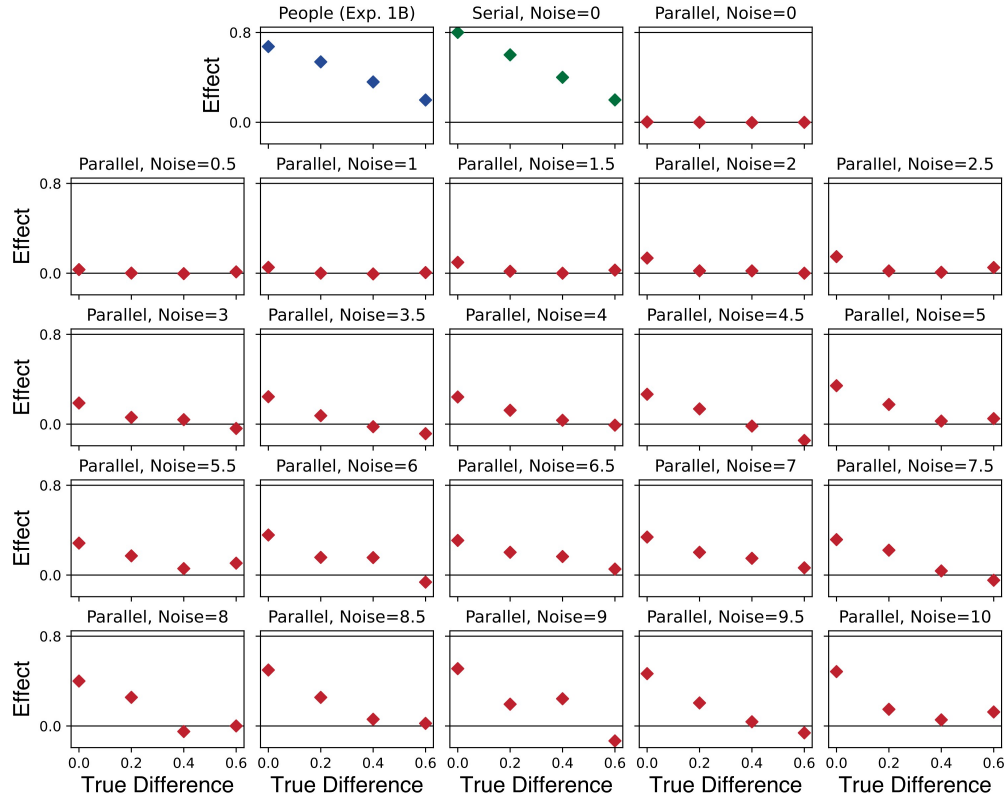 People (Exp. 1B) Serial, Noise=0 Parallel, Noise=0
0.8
Effect
0.0
Parallel, Noise=0.5 Parallel, Noise=1 Parallel, Noise=1.5 Parallel, Noise=2 Parallel, Noise=2.5
0.8
Effect
0.0
Parallel, Noise=3 Parallel, Noise=3.5 Parallel, Noise=4 Parallel, Noise=4.5 Parallel, Noise=5
0.8
Effect
0.0
Parallel, Noise=5.5 Parallel, Noise=6 Parallel, Noise=6.5 Parallel, Noise=7 Parallel, Noise=7.5
0.8
Effect
0.0
Parallel, Noise=8 Parallel, Noise=8.5 Parallel, Noise=9 Parallel, Noise=9.5 Parallel, Noise=10
0.8
Effect
0.0
0.0 0.2 0.4 0.6 0.0 0.2 0.4 0.6 0.0 0.2 0.4 0.6 0.0 0.2 0.4 0.6 0.0 0.2 0.4 0.6
True Difference True Difference True Difference True Difference True Difference